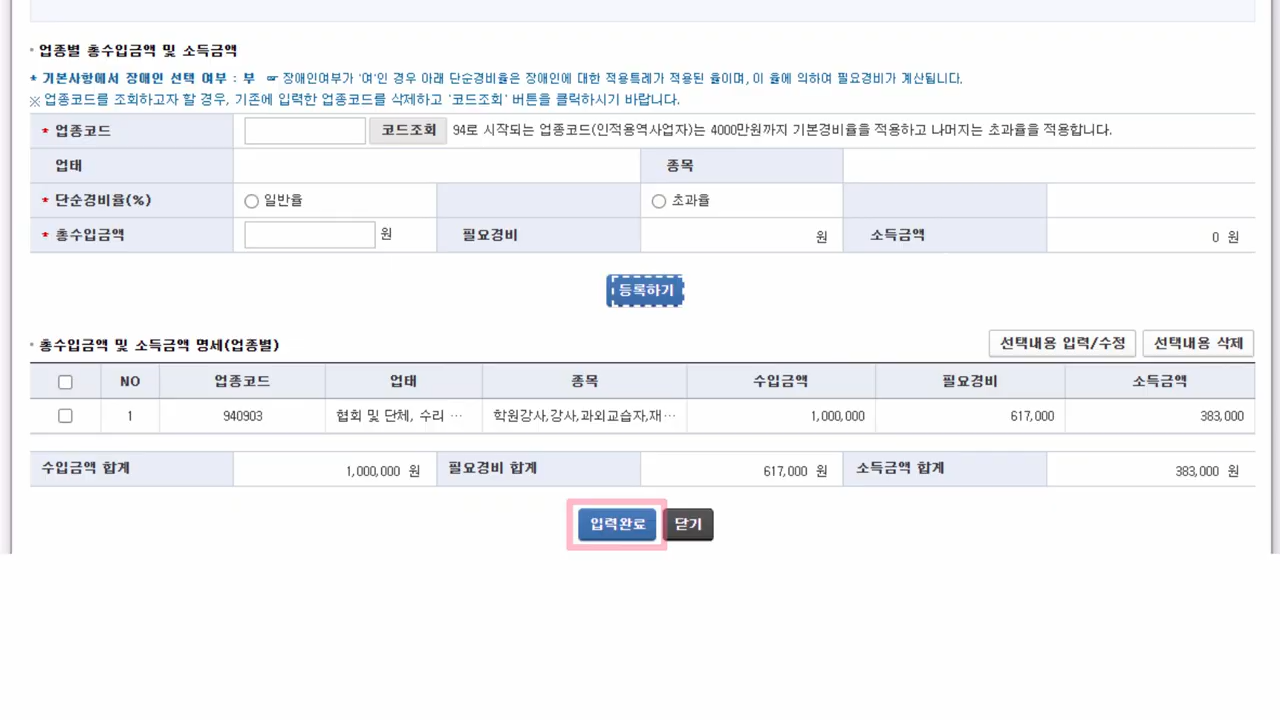 업종별 총수입금액 및 소득금액
* 기본사항에서 장애인 선택 여부 : 부 ☞ 장애인여부가 '여'인 경우 아래 단순경비율은 장애인에 대한 적용특례가 적용된 율이며, 이 율에 의하여 필요경비가 계산됩니다.
※ 업종코드를 조회하고자 할 경우, 기존에 입력한 업종코드를 삭제하고 '코드조회' 버튼을 클릭하시기 바랍니다.
* 업종코드 코드조회 94로 시작되는 업종코드(인적용역사업자)는 4000만원까지 기본경비율을 적용하고 나머지는 초과율을 적용합니다.
업태 종목
* 단순경비율(%) 일반율 초과율
* 총수입금액 원 필요경비 원 소득금액 0 원
등록하기
총수입금액 및 소득금액 명세(업종별) 선택내용 입력/수정 선택내용 삭제
NO 업종코드 업태 종목 수입금액 필요경비 소득금액
1 940903 협회 및 단체, 수리 ··· 학원강사,강사,과외교습자,재··· 1,000,000 617,000 383,000
수입금액 합계 1,000,000 원 필요경비 합계 617,000 원 소득금액 합계 383,000 원
입력완료 닫기